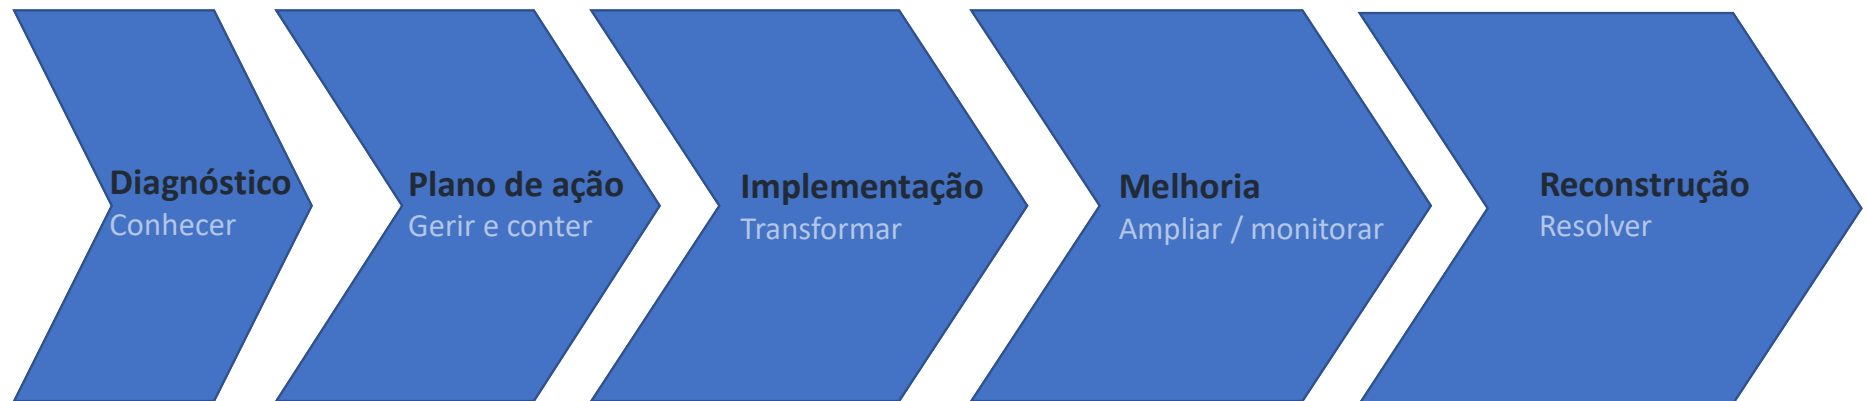 Diagnóstico
Conhecer
Plano de ação
Gerir e conter
Implementação
Transformar
Melhoria
Ampliar / monitorar
Reconstrução
Resolver